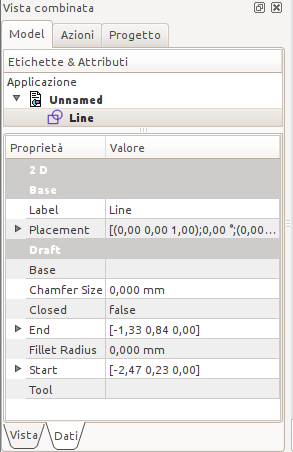 Vista combinata
Model Azioni Progetto
Etichette & Attributi
Applicazione
Unnamed
Line
Proprietà Valore
2 D
Base
Label Line
Placement [(0,00 0,00 1,00);0,00 °;(0,00...
Draft
Base
Chamfer Size 0,000 mm
Closed false
End [-1,33 0,84 0,00]
Fillet Radius 0,000 mm
Start [-2,47 0,23 0,00]
Tool
Vista Dati